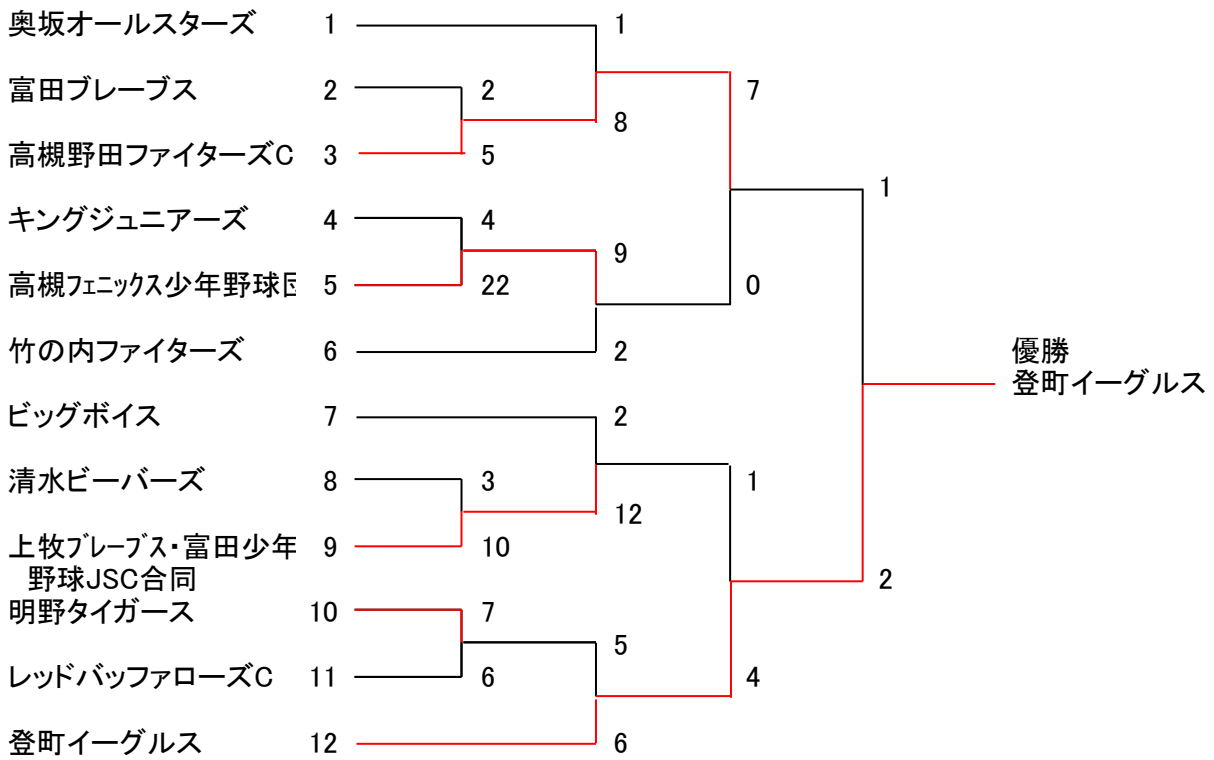 奥坂オールスターズ 1 1
富田ブレーブス 2 2 7
8
高槻野田ファイターズC 3 5
1
キングジュニアーズ 4 4
9
高槻フェニックス少年野球団 5 22 0
竹の内ファイターズ 6 2
優勝
登町イーグルス
ビッグボイス 7 2
清水ビーバーズ 8 3 1
12
上牧ブレーブス・富田少年 9 10
野球JSC合同
2
明野タイガース 10 7
5
レッドバッファローズC 11 6 4
登町イーグルス 12 6